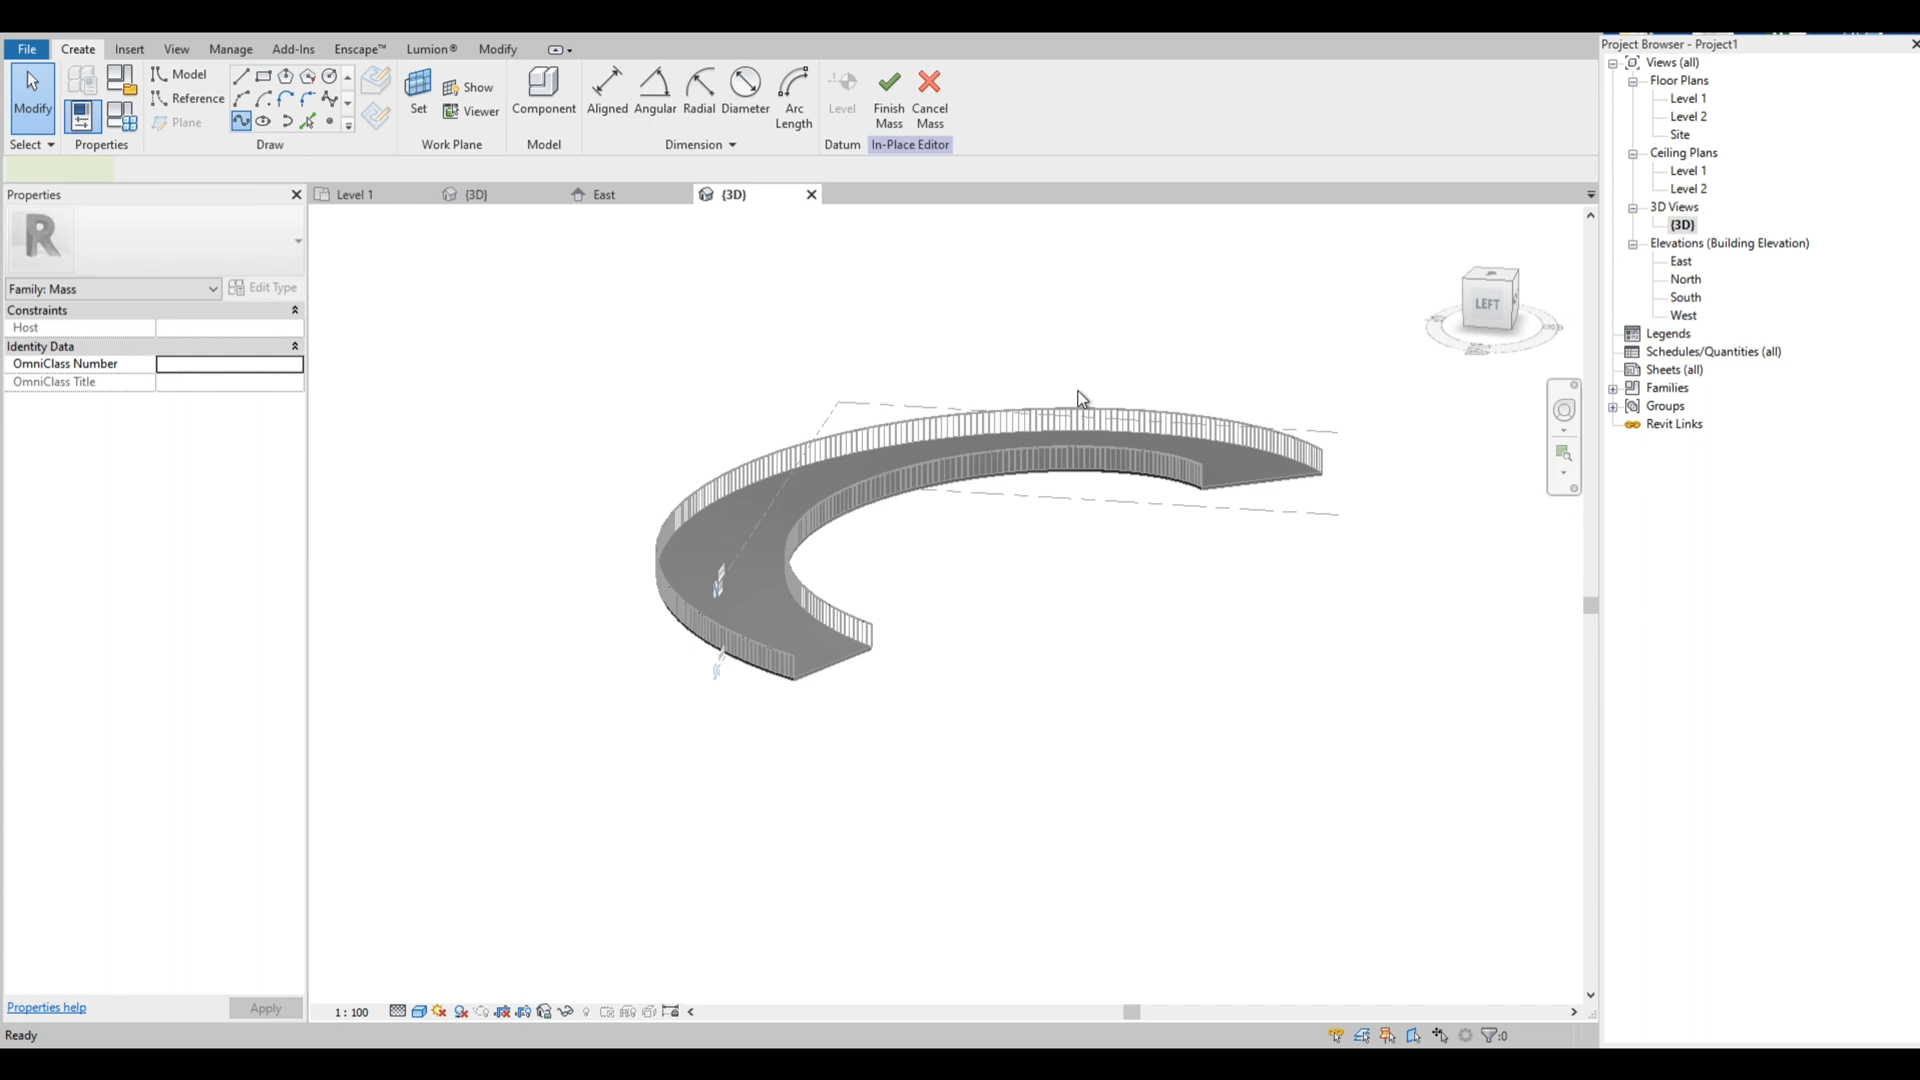 File Create Insert View Manage Add-Ins Enscape™ Lumion® Modify
Modify
Select
Properties
Model
Reference
Plane
Draw
Set
Show
Viewer
Work Plane
Component
Model
Aligned Angular Radial Diameter Arc Length
Dimension
Level
Datum
Finish Mass
Cancel Mass
In-Place Editor
Properties
R
Family: Mass
Edit Type
Constraints
Host
Identity Data
OmniClass Number
OmniClass Title
Properties help
Apply
Ready
Level 1
{3D}
East
{3D}
LEFT
1 : 100
:0
Project Browser - Project1
Views (all)
Floor Plans
Level 1
Level 2
Site
Ceiling Plans
Level 1
Level 2
3D Views
{3D}
Elevations (Building Elevation)
East
North
South
West
Legends
Schedules/Quantities (all)
Sheets (all)
Families
Groups
Revit Links